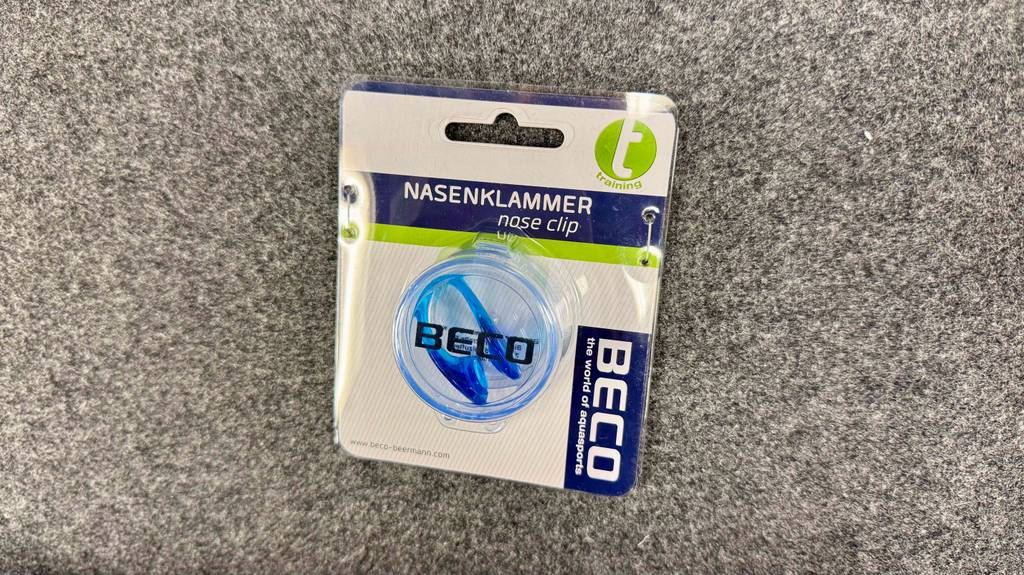 t
training
NASENKLAMMER
nose clip
BECO
BECO
the world of aquasports
www.beco-beermann.com